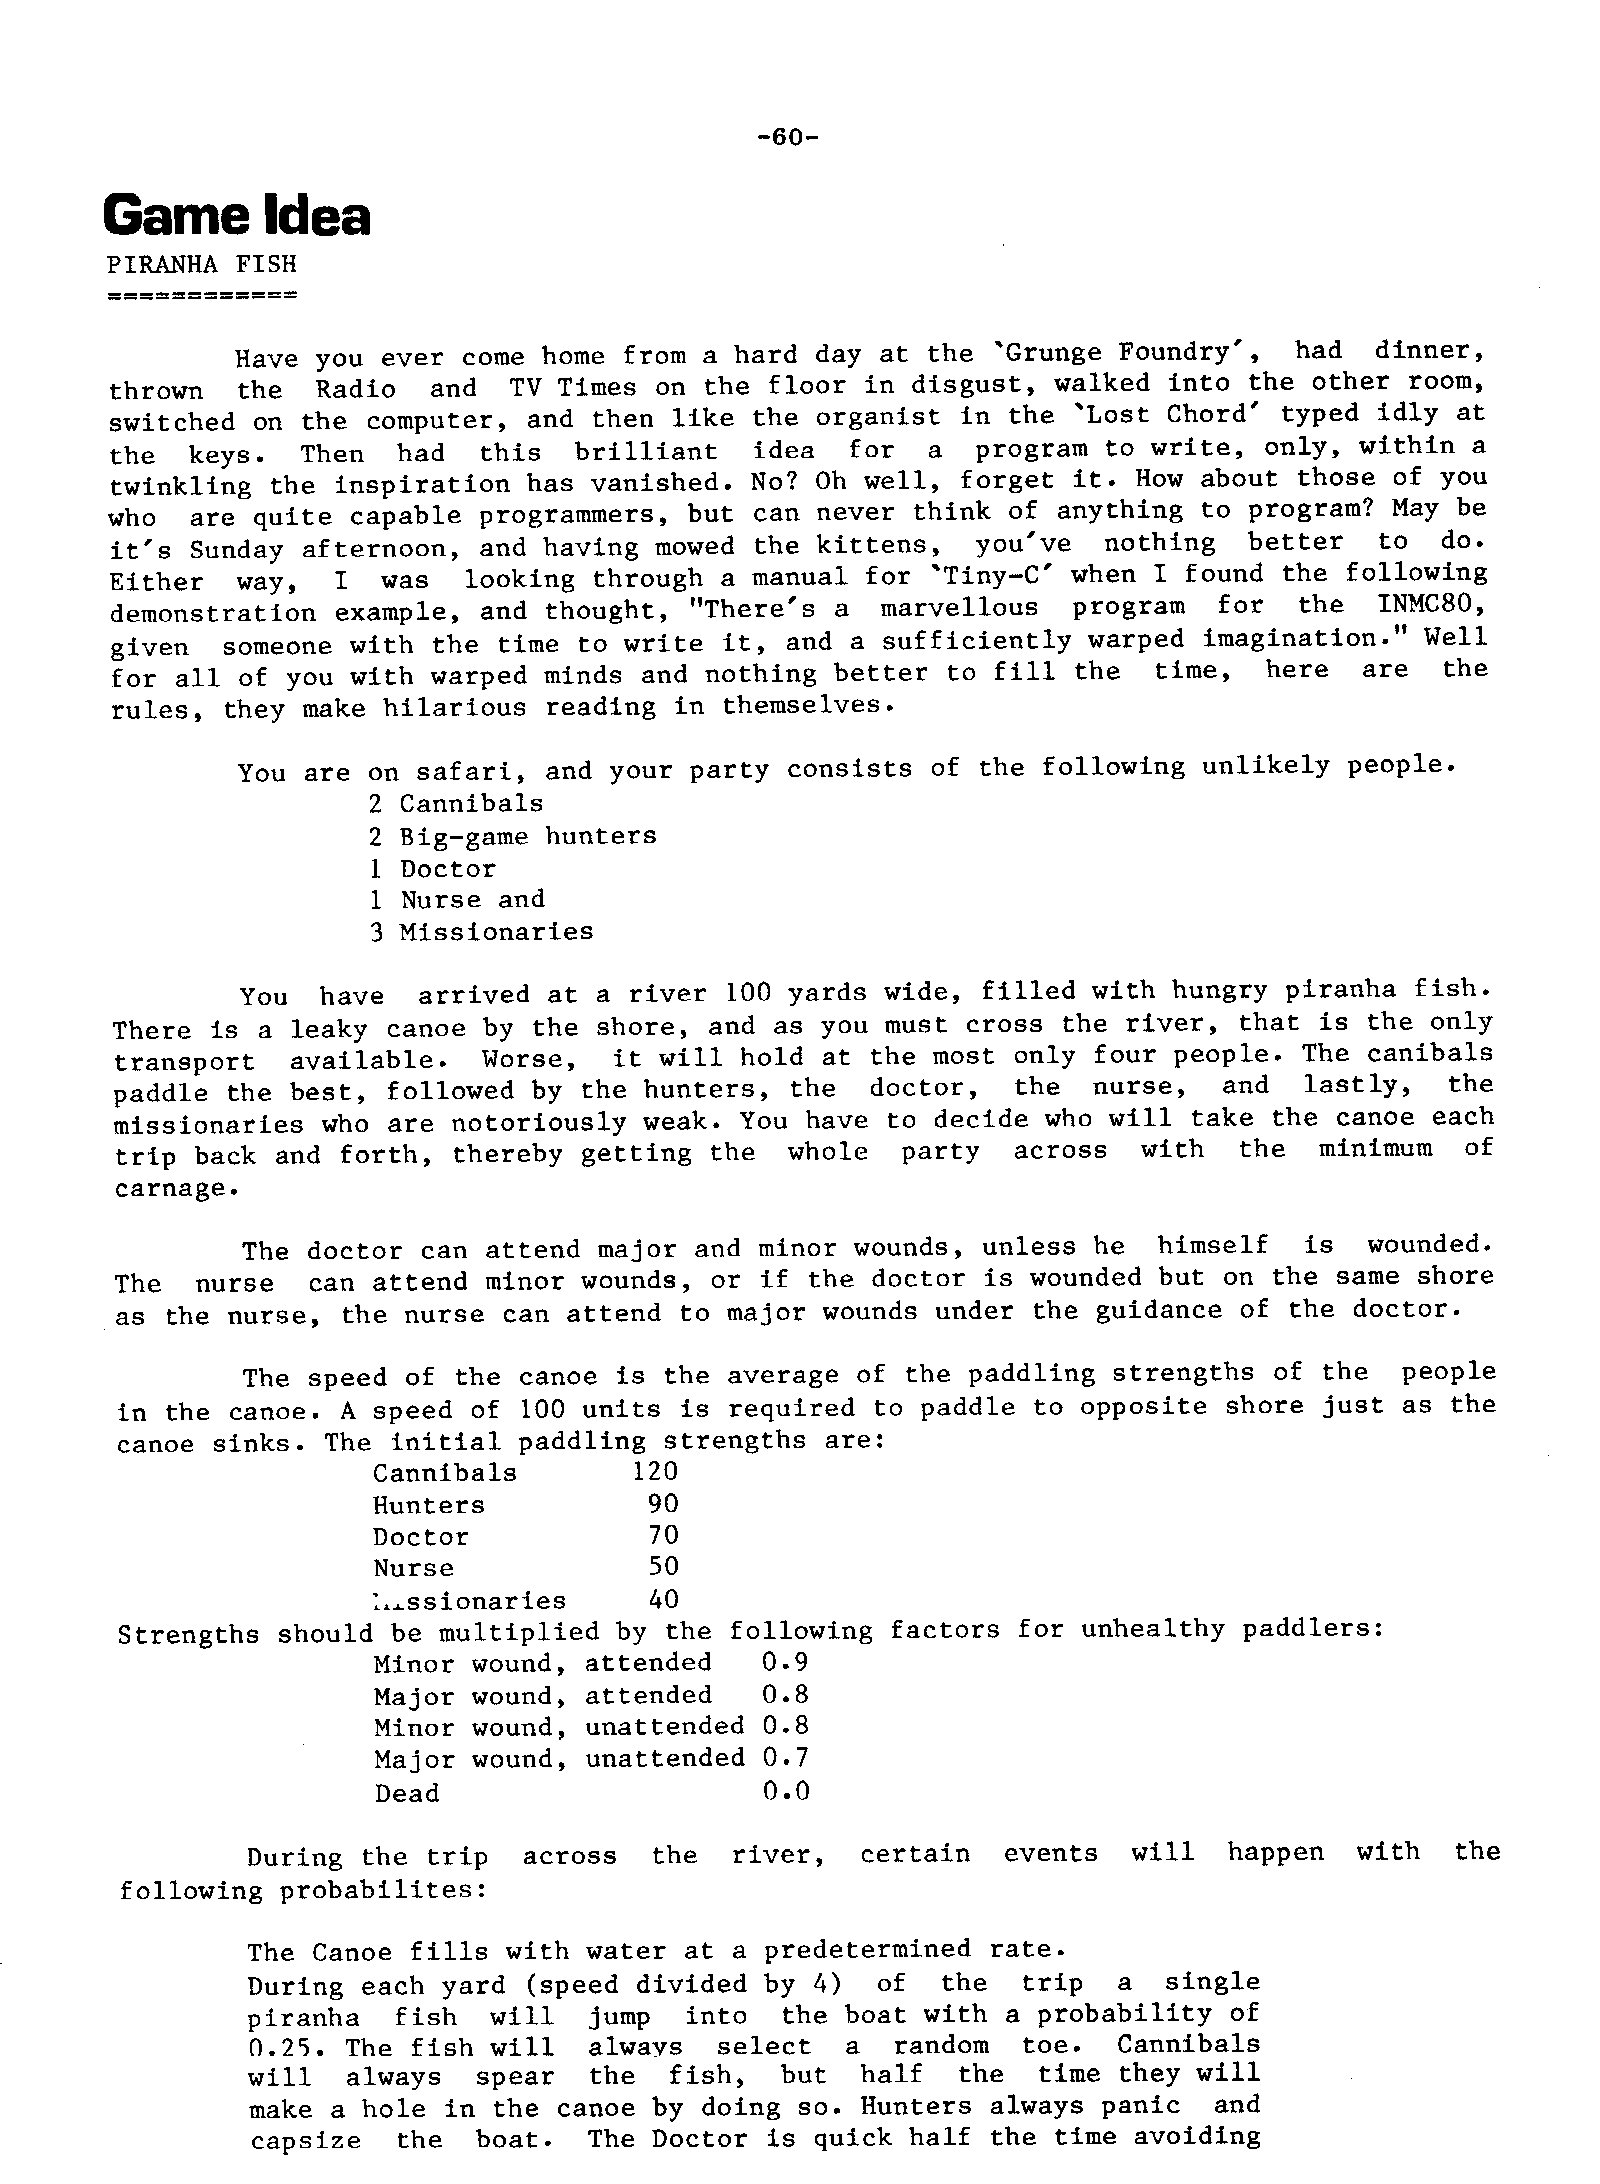 -60-
Game Idea
PIRANHA FISH
============
Have you ever come home from a hard day at the `Grunge Foundry', had dinner,
thrown the Radio and TV Times on the floor in disgust, walked into the other room,
switched on the computer, and then like the organist in the `Lost Chord' typed idly at
the keys. Then had this brilliant idea for a program to write, only, within a
twinkling the inspiration has vanished. No? Oh well, forget it. How about those of you
who are quite capable programmers, but can never think of anything to program? May be
it's Sunday afternoon, and having mowed the kittens, you've nothing better to do.
Either way, I was looking through a manual for `Tiny-C' when I found the following
demonstration example, and thought, "There's a marvellous program for the INMC80,
given someone with the time to write it, and a sufficiently warped imagination." Well
for all of you with warped minds and nothing better to fill the time, here are the
rules, they make hilarious reading in themselves.
You are on safari, and your party consists of the following unlikely people.
2 Cannibals
2 Big-game hunters
1 Doctor
1 Nurse and
3 Missionaries
You have arrived at a river 100 yards wide, filled with hungry piranha fish.
There is a leaky canoe by the shore, and as you must cross the river, that is the only
transport available. Worse, it will hold at the most only four people. The canibals
paddle the best, followed by the hunters, the doctor, the nurse, and lastly, the
missionaries who are notoriously weak. You have to decide who will take the canoe each
trip back and forth, thereby getting the whole party across with the minimum of
carnage.
The doctor can attend major and minor wounds, unless he himself is wounded.
The nurse can attend minor wounds, or if the doctor is wounded but on the same shore
as the nurse, the nurse can attend to major wounds under the guidance of the doctor.
The speed of the canoe is the average of the paddling strengths of the people
in the canoe. A speed of 100 units is required to paddle to opposite shore just as the
canoe sinks. The initial paddling strengths are:
Cannibals 120
Hunters 90
Doctor 70
Nurse 50
Missionaries 40
Strengths should be multiplied by the following factors for unhealthy paddlers:
Minor wound, attended 0.9
Major wound, attended 0.8
Minor wound, unattended 0.8
Major wound, unattended 0.7
Dead 0.0
During the trip across the river, certain events will happen with the
following probabilites:
The Canoe fills with water at a predetermined rate.
During each yard (speed divided by 4) of the trip a single
piranha fish will jump into the boat with a probability of
0.25. The fish will always select a random toe. Cannibals
will always spear the fish, but half the time they will
make a hole in the canoe by doing so. Hunters always panic and
capsize the boat. The Doctor is quick half the time avoiding